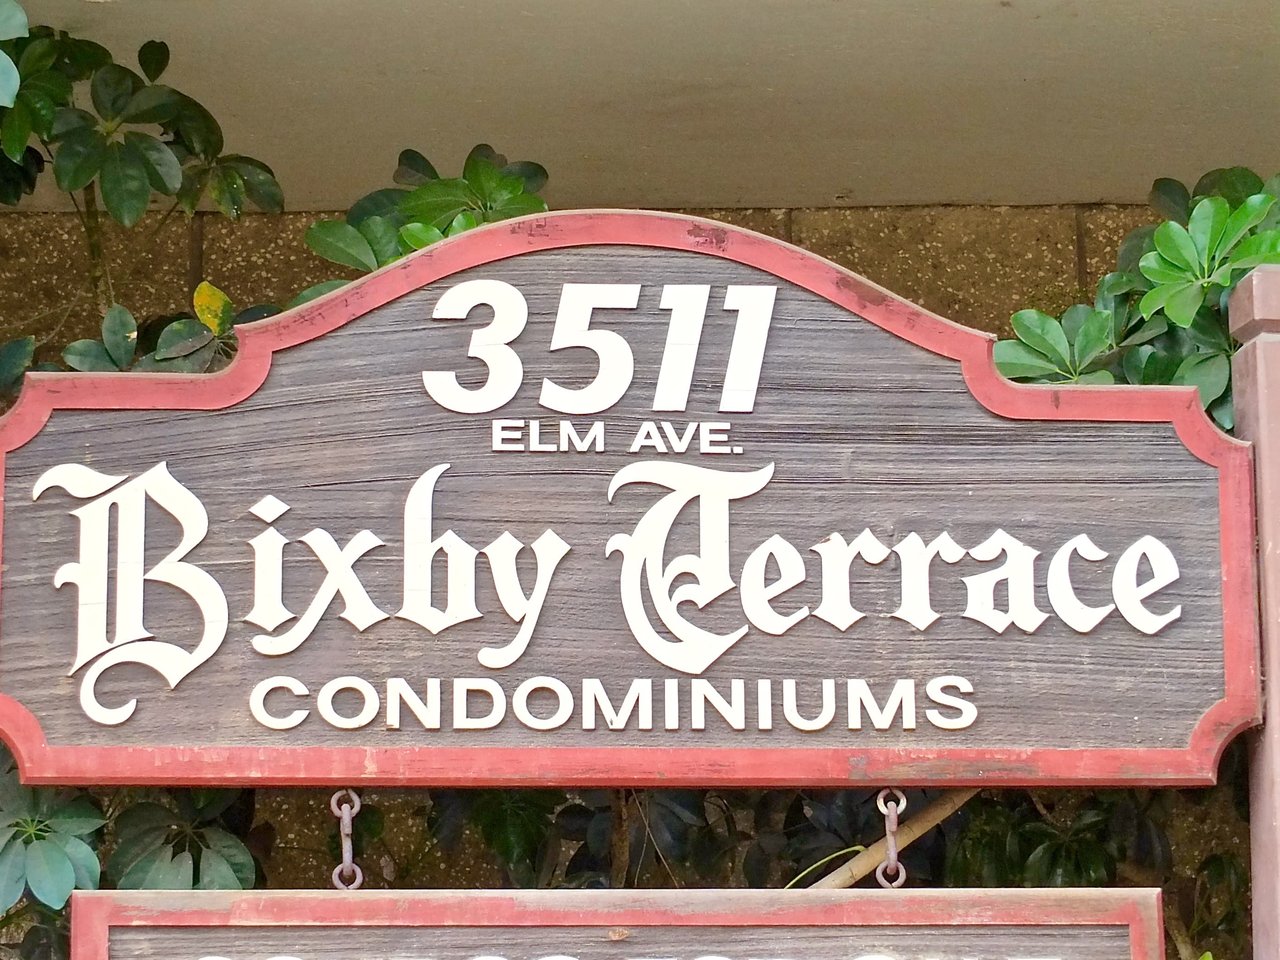 3511
ELM AVE.
Bixby Terrace
CONDOMINIUMS